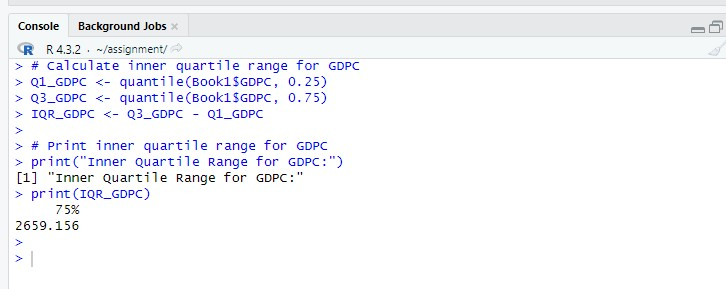 Console Background Jobs ×
R 4.3.2 · ~/assignment/
> # Calculate inner quartile range for GDPC
> Q1_GDPC <- quantile(Book1$GDPC, 0.25)
> Q3_GDPC <- quantile(Book1$GDPC, 0.75)
> IQR_GDPC <- Q3_GDPC - Q1_GDPC
>
> # Print inner quartile range for GDPC
> print("Inner Quartile Range for GDPC:")
[1] "Inner Quartile Range for GDPC:"
> print(IQR_GDPC)
     75%
2659.156
>
>